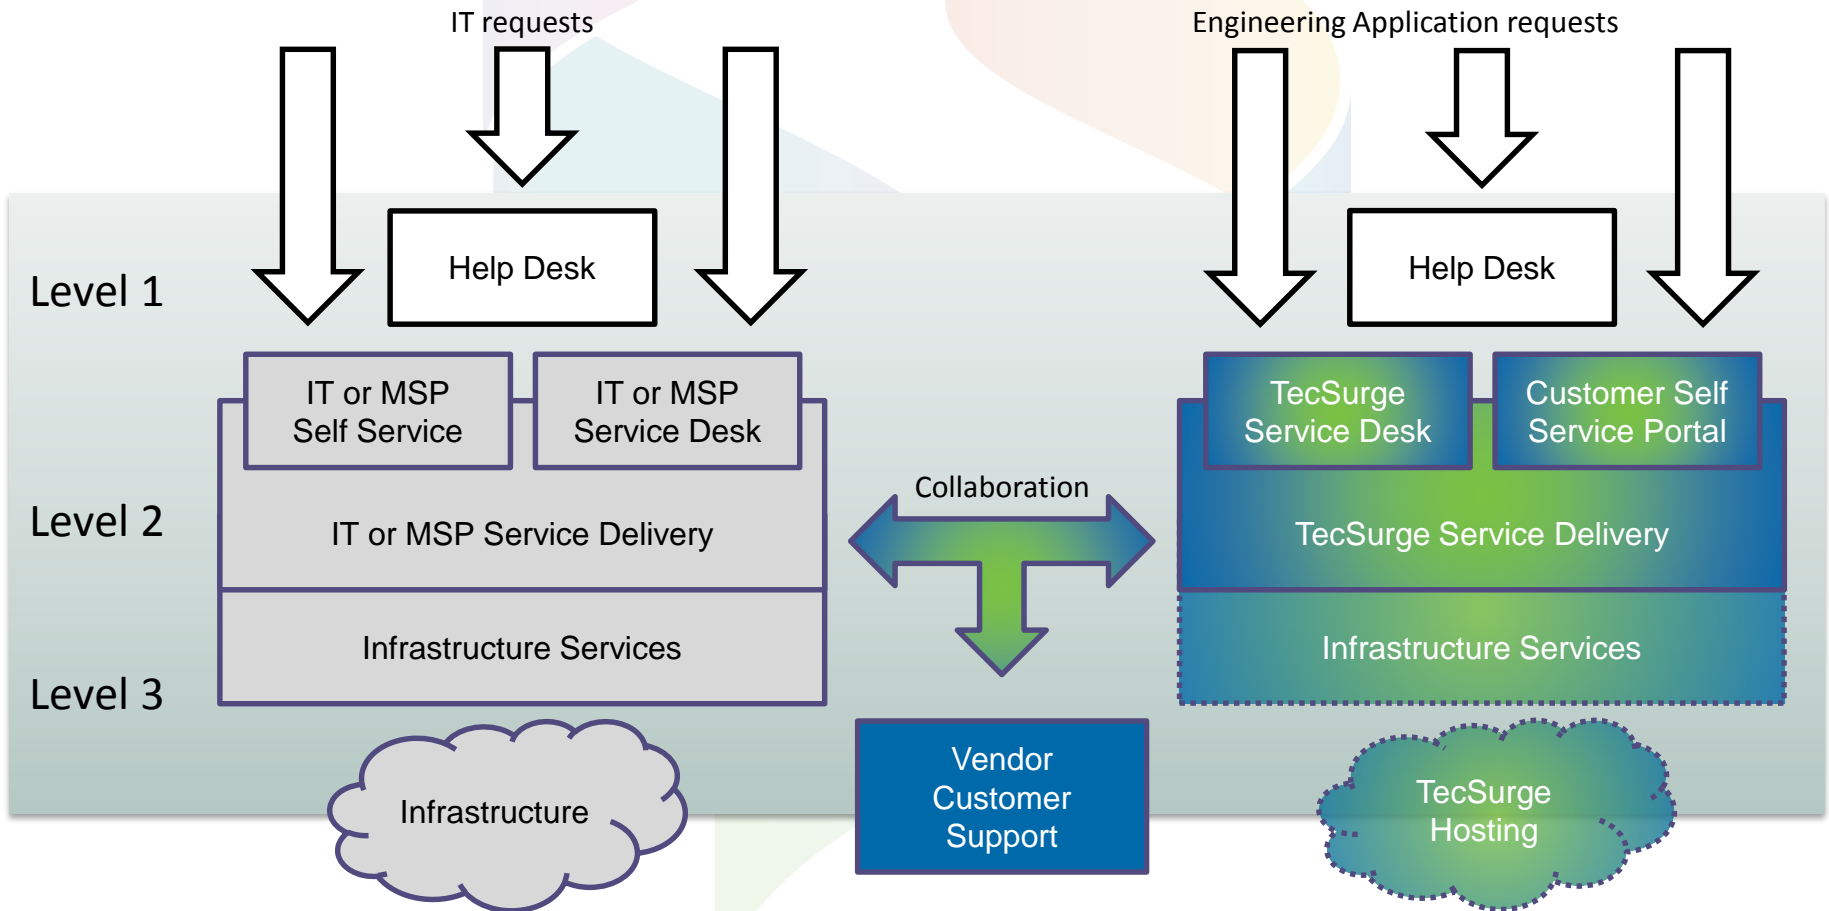 IT requests
Engineering Application requests
Level 1
Help Desk
Help Desk
IT or MSP
Self Service
IT or MSP
Service Desk
TecSurge
Service Desk
Customer Self
Service Portal
Level 2
IT or MSP Service Delivery
Collaboration
TecSurge Service Delivery
Level 3
Infrastructure Services
Infrastructure Services
Infrastructure
Vendor
Customer
Support
TecSurge
Hosting